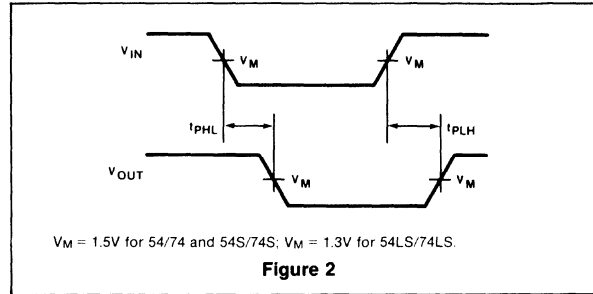 VIN
VM
VM
tPHL
tPLH
VOUT
VM
VM
VM = 1.5V for 54/74 and 54S/74S; VM = 1.3V for 54LS/74LS.
Figure 2